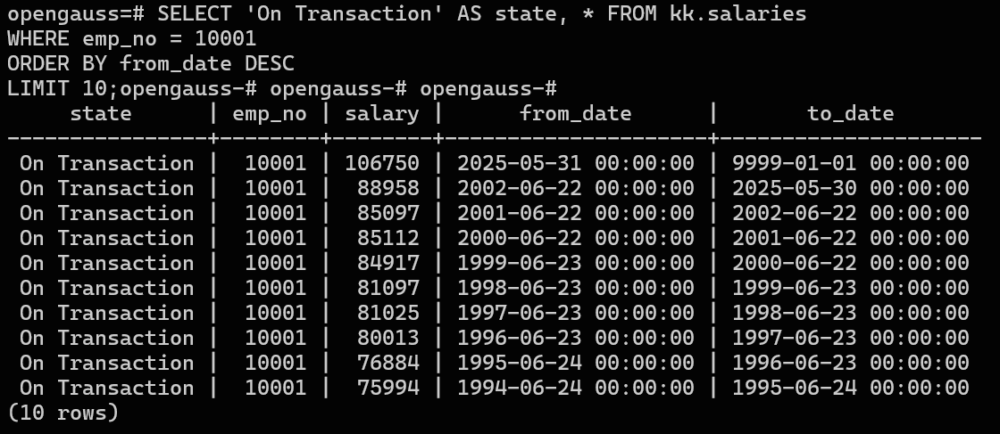 opengauss=# SELECT 'On Transaction' AS state, * FROM kk.salaries
WHERE emp_no = 10001
ORDER BY from_date DESC
LIMIT 10;opengauss-# opengauss-# opengauss-#
     state      | emp_no | salary |      from_date      |       to_date
----------------+--------+--------+---------------------+---------------------
 On Transaction |  10001 | 106750 | 2025-05-31 00:00:00 | 9999-01-01 00:00:00
 On Transaction |  10001 |  88958 | 2002-06-22 00:00:00 | 2025-05-30 00:00:00
 On Transaction |  10001 |  85097 | 2001-06-22 00:00:00 | 2002-06-22 00:00:00
 On Transaction |  10001 |  85112 | 2000-06-22 00:00:00 | 2001-06-22 00:00:00
 On Transaction |  10001 |  84917 | 1999-06-23 00:00:00 | 2000-06-22 00:00:00
 On Transaction |  10001 |  81097 | 1998-06-23 00:00:00 | 1999-06-23 00:00:00
 On Transaction |  10001 |  81025 | 1997-06-23 00:00:00 | 1998-06-23 00:00:00
 On Transaction |  10001 |  80013 | 1996-06-23 00:00:00 | 1997-06-23 00:00:00
 On Transaction |  10001 |  76884 | 1995-06-24 00:00:00 | 1996-06-23 00:00:00
 On Transaction |  10001 |  75994 | 1994-06-24 00:00:00 | 1995-06-24 00:00:00
(10 rows)